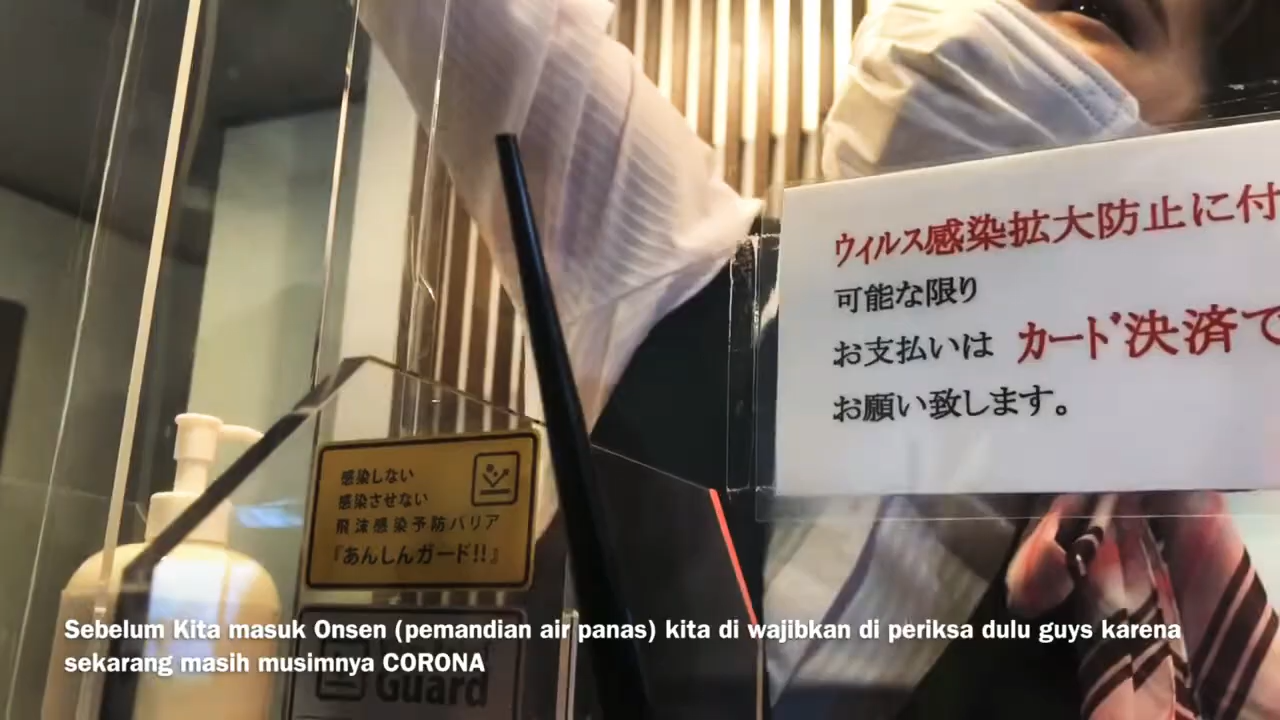 ウィルス感染拡大防止に付
可能な限り
お支払いは カード決済で
お願い致します。
感染しない
感染させない
飛沫感染予防バリア
『あんしんガード!!』
Guard
Sebelum Kita masuk Onsen (pemandian air panas) kita di wajibkan di periksa dulu guys karena
sekarang masih musimnya CORONA